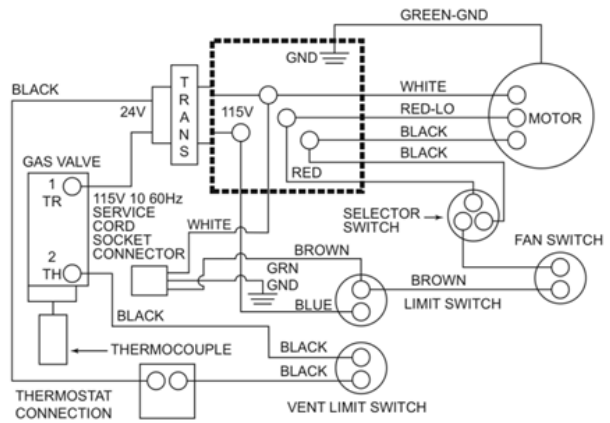 GREEN-GND
GND
BLACK
TRANS
24V
115V
WHITE
RED-LO
MOTOR
BLACK
BLACK
GAS VALVE
1
TR
115V 10 60Hz
SERVICE
CORD
SOCKET
CONNECTOR
RED
SELECTOR
SWITCH
WHITE
FAN SWITCH
2
TH
BROWN
GRN
GND
BROWN
LIMIT SWITCH
BLUE
BLACK
THERMOCOUPLE
BLACK
BLACK
THERMOSTAT
CONNECTION
VENT LIMIT SWITCH